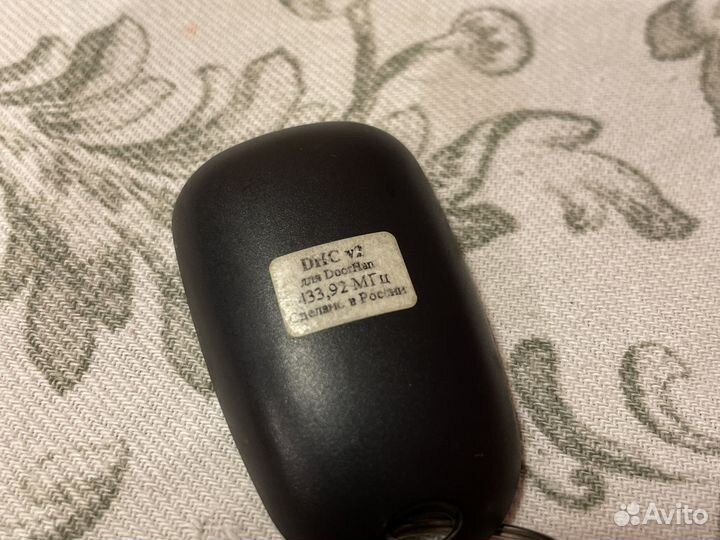 DHC v2
для DoorHan
433,92 МГц
Сделано в России
Avito